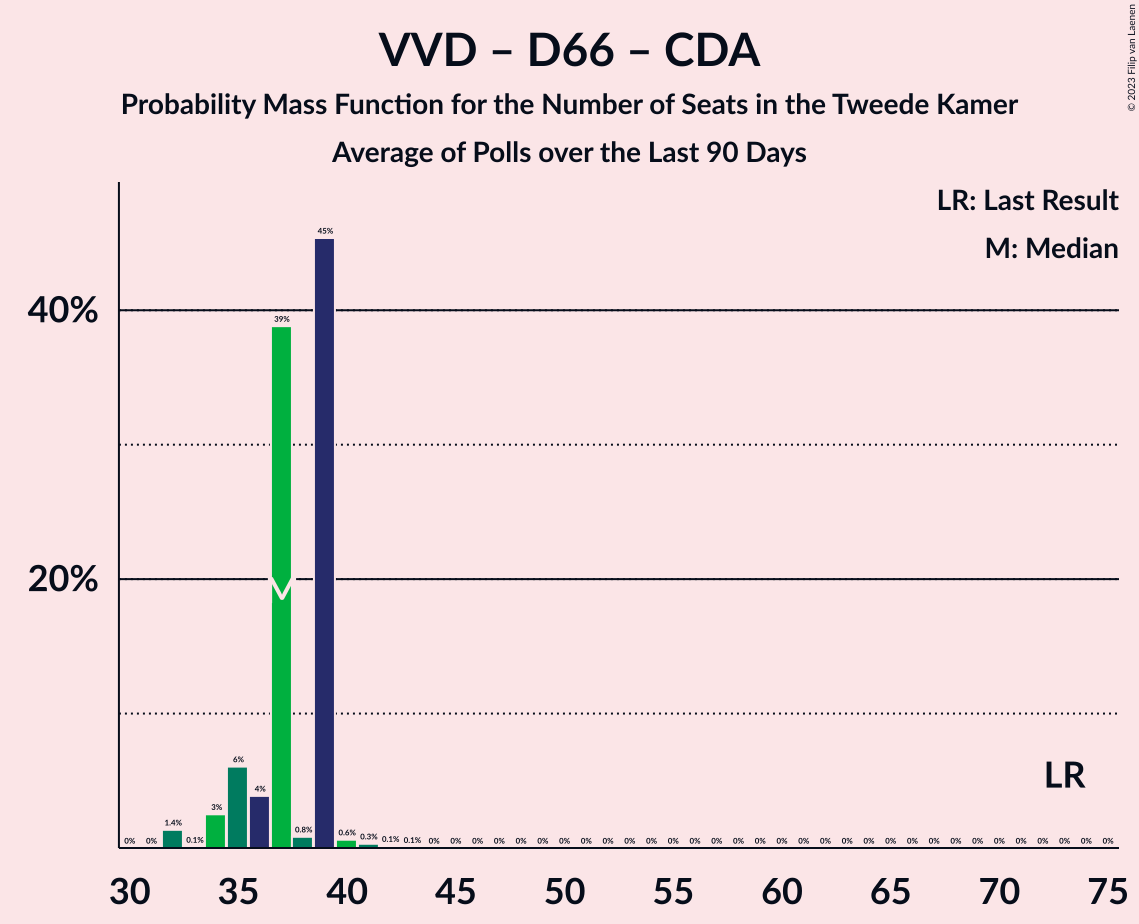 VVD – D66 – CDA
Probability Mass Function for the Number of Seats in the Tweede Kamer
Average of Polls over the Last 90 Days
© 2023 Filip van Laenen
LR: Last Result
M: Median
40%
20%
0% 0% 1.4% 0.1% 3% 6% 4% 39% 0.8% 45% 0.6% 0.3% 0.1% 0.1% 0% 0% 0% 0% 0% 0% 0% 0% 0% 0% 0% 0% 0% 0% 0% 0% 0% 0% 0% 0% 0% 0% 0% 0% 0% 0% 0% 0% 0% 0% 0% 0%
LR
30 35 40 45 50 55 60 65 70 75